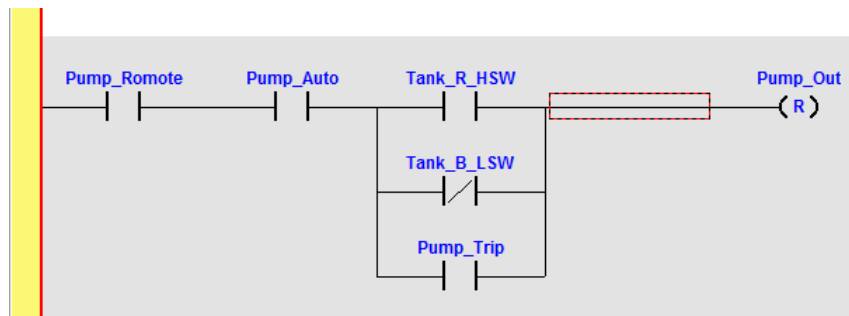 Pump_Romote Pump_Auto Tank_R_HSW Pump_Out
R
Tank_B_LSW
Pump_Trip